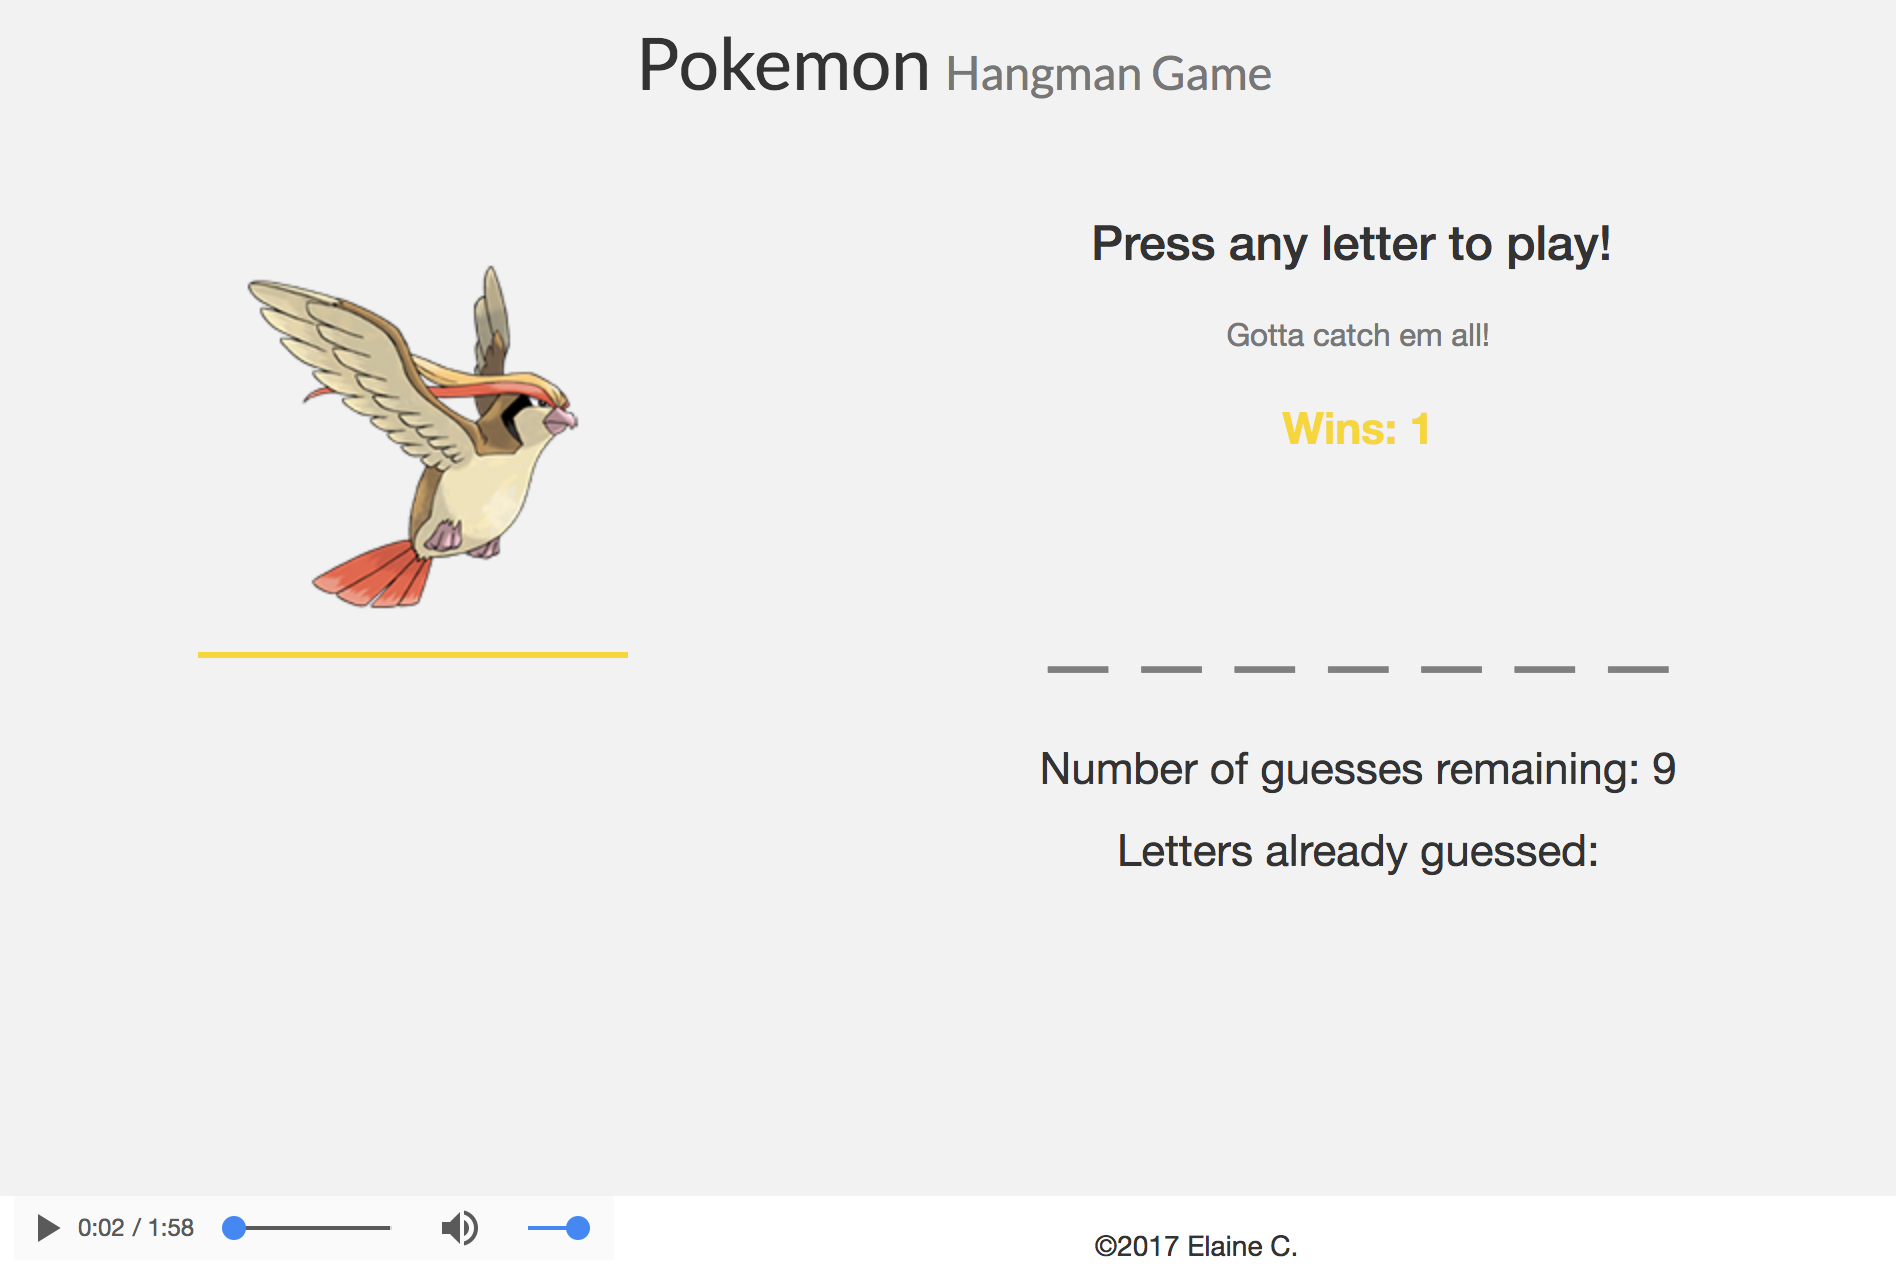 Pokemon Hangman Game
Press any letter to play!
Gotta catch em all!
Wins: 1
_ _ _ _ _ _ _
Number of guesses remaining: 9
Letters already guessed:
0:02 / 1:58
©2017 Elaine C.